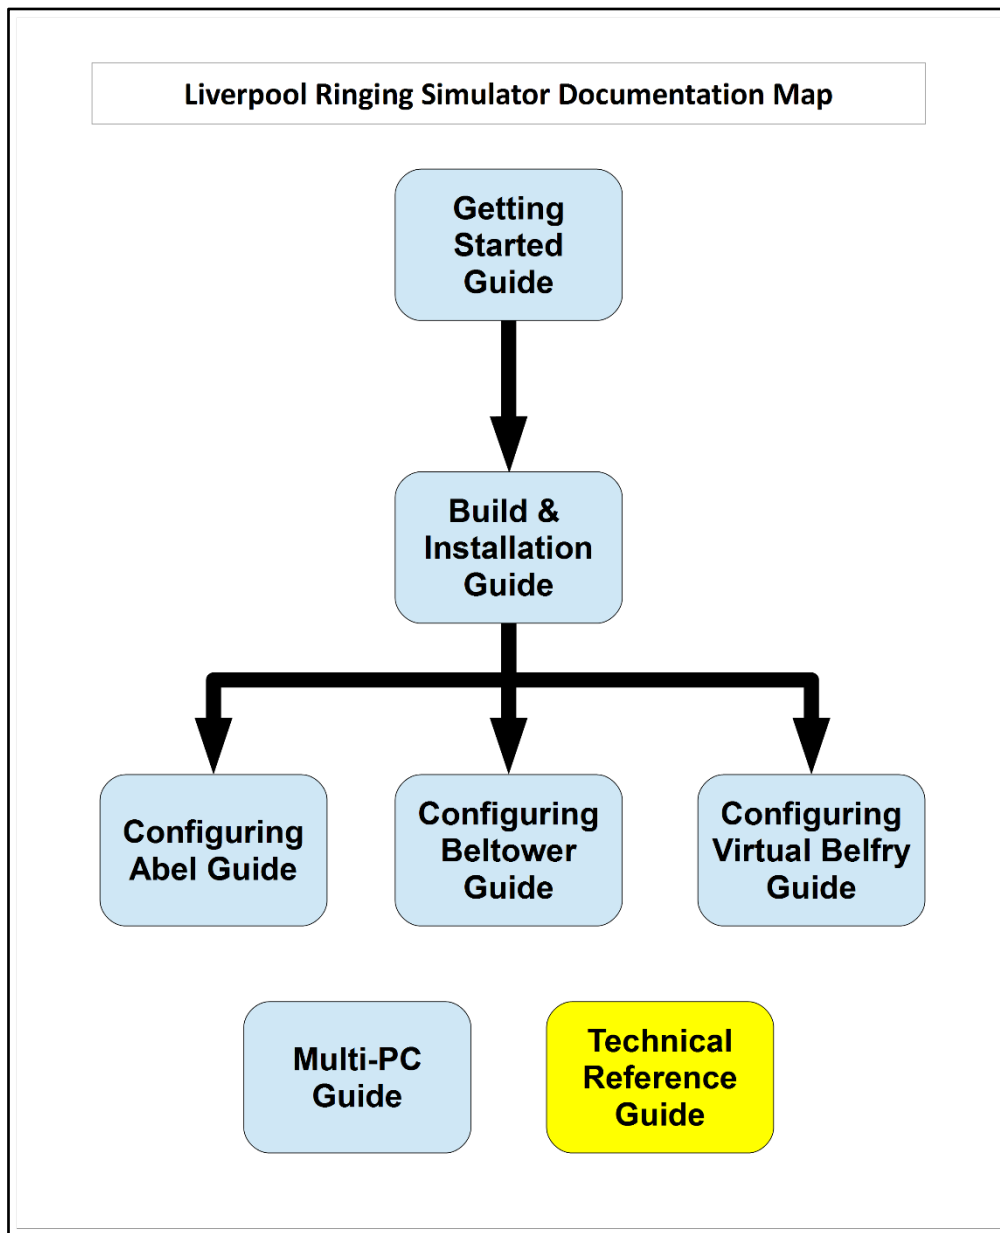 Liverpool Ringing Simulator Documentation Map
Getting
Started
Guide
Build &
Installation
Guide
Configuring
Abel Guide
Configuring
Beltower
Guide
Configuring
Virtual Belfry
Guide
Multi-PC
Guide
Technical
Reference
Guide